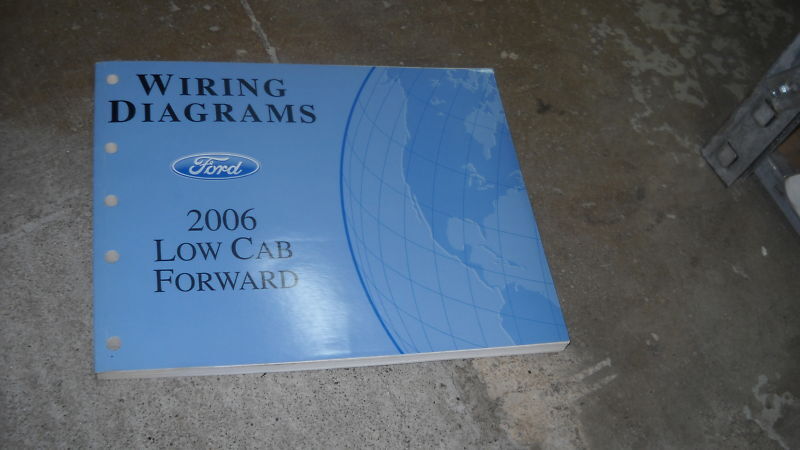 WIRING
DIAGRAMS
Ford
2006
LOW CAB
FORWARD